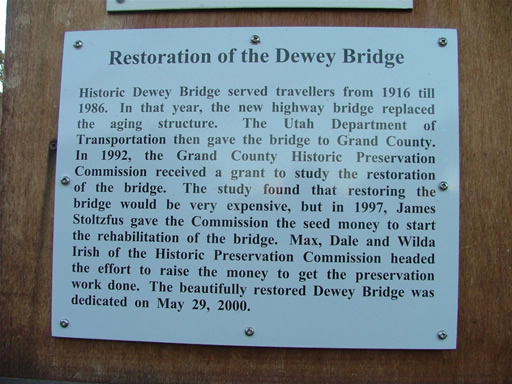 Restoration of the Dewey Bridge
Historic Dewey Bridge served travellers from 1916 till
1986. In that year, the new highway bridge replaced
the aging structure. The Utah Department of
Transportation then gave the bridge to Grand County.
In 1992, the Grand County Historic Preservation
Commission received a grant to study the restoration
of the bridge. The study found that restoring the
bridge would be very expensive, but in 1997, James
Stoltzfus gave the Commission the seed money to start
the rehabilitation of the bridge. Max, Dale and Wilda
Irish of the Historic Preservation Commission headed
the effort to raise the money to get the preservation
work done. The beautifully restored Dewey Bridge was
dedicated on May 29, 2000.